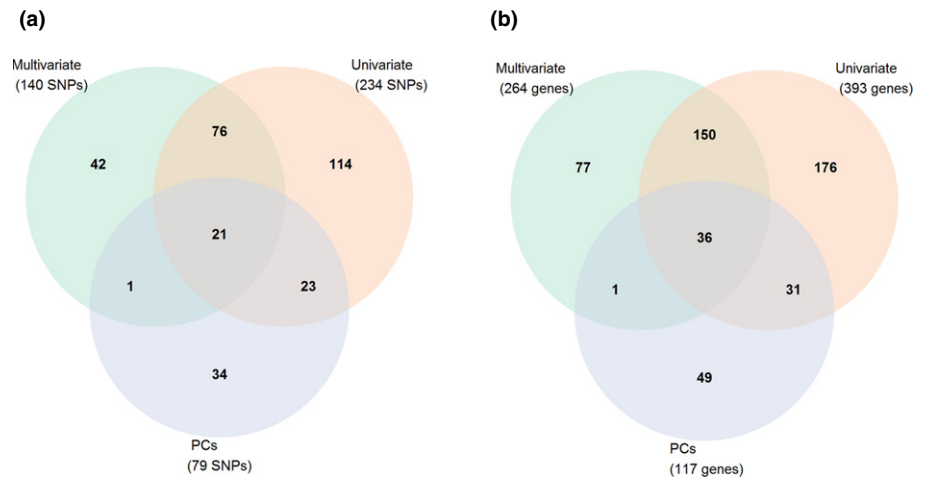 (a)
Multivariate
(140 SNPs)
Univariate
(234 SNPs)
76
42
114
21
1
23
34
PCs
(79 SNPs)
(b)
Multivariate
(264 genes)
Univariate
(393 genes)
150
77
176
36
1
31
49
PCs
(117 genes)